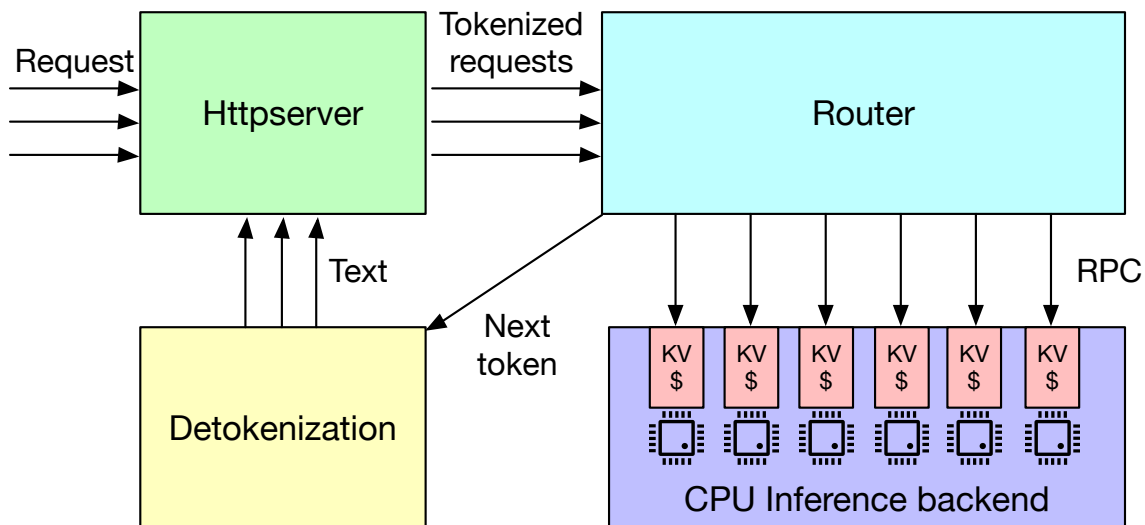 Request
Httpserver
Tokenized
requests
Router
Text
Next
token
RPC
Detokenization
KV
$
KV
$
KV
$
KV
$
KV
$
KV
$
CPU Inference backend